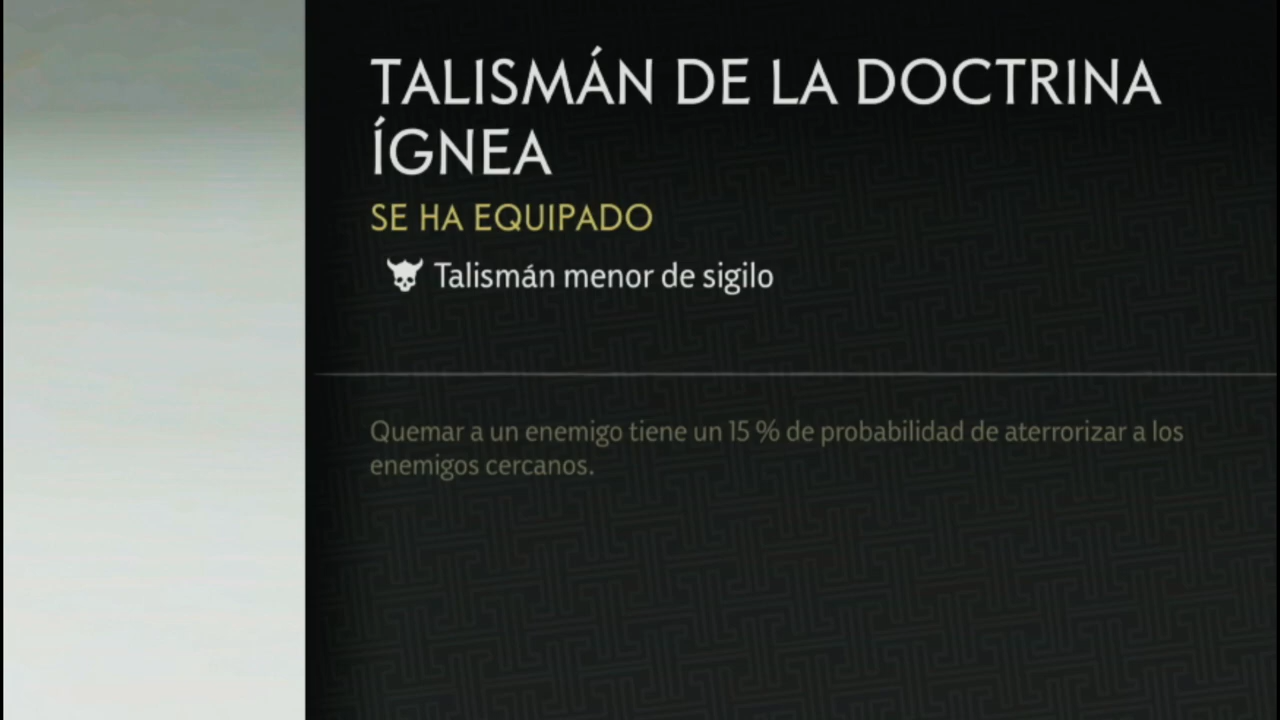 TALISMÁN DE LA DOCTRINA
ÍGNEA
SE HA EQUIPADO
Talismán menor de sigilo
Quemar a un enemigo tiene un 15 % de probabilidad de aterrorizar a los
enemigos cercanos.